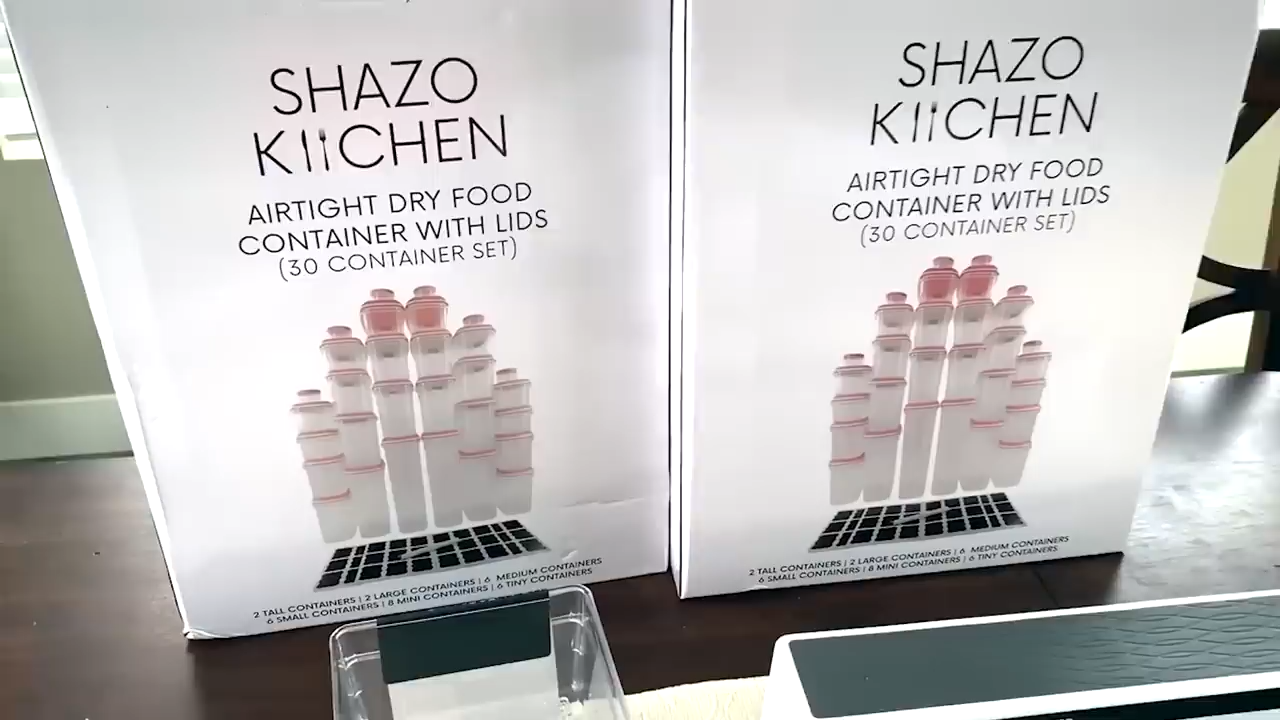 SHAZO
KITCHEN
AIRTIGHT DRY FOOD
CONTAINER WITH LIDS
(30 CONTAINER SET)
2 TALL CONTAINERS | 2 LARGE CONTAINERS | 6 MEDIUM CONTAINERS
6 SMALL CONTAINERS | 8 MINI CONTAINERS | 6 TINY CONTAINERS
SHAZO
KITCHEN
AIRTIGHT DRY FOOD
CONTAINER WITH LIDS
(30 CONTAINER SET)
2 TALL CONTAINERS | 2 LARGE CONTAINERS | 6 MEDIUM CONTAINERS
6 SMALL CONTAINERS | 8 MINI CONTAINERS | 6 TINY CONTAINERS